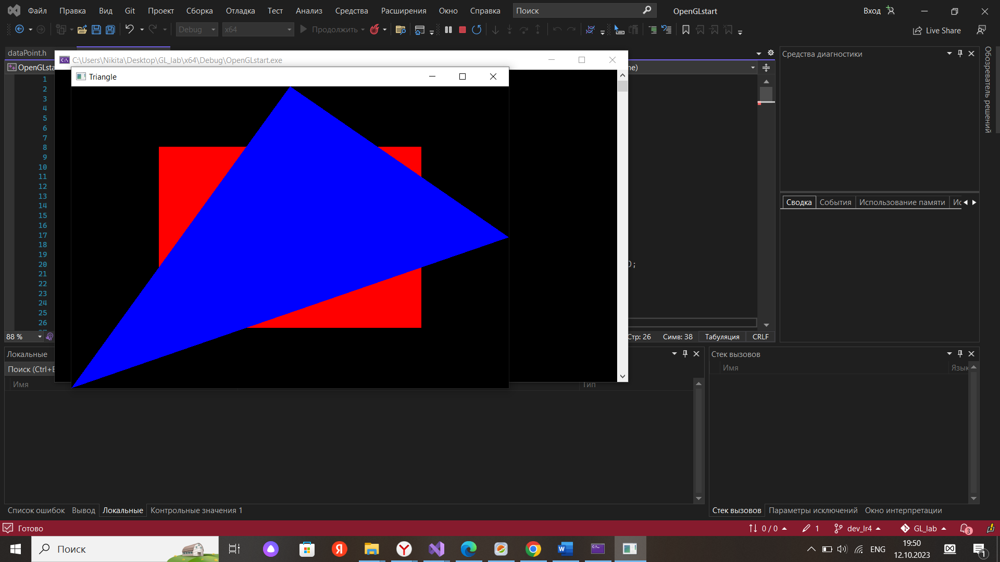 Файл Правка Вид Git Проект Сборка Отладка Тест Анализ Средства Расширения Окно Справка Поиск OpenGLstart Вход
Debug x64 Продолжить Live Share
dataPoint.h
C:\Users\Nikita\Desktop\GL_lab\x64\Debug\OpenGLstart.exe
Средства диагностики
Обозреватель решений
OpenGLsta
ne)
Triangle
1
2
3
4
5
6
7
8
9
10
11
12
13
14
15
16
17
18
19
20
21
22
23
24
25
26
);
Сводка События Использование памяти Ис
88 % Стр: 26 Симв: 38 Табуляция CRLF
Локальные
Поиск (Ctrl+E
Имя Тип
Стек вызовов
Имя Язык
Список ошибок Вывод Локальные Контрольные значения 1
Стек вызовов Параметры исключений Окно интерпретации
Готово 0 / 0 1 dev_lr4 GL_lab 3
Поиск ENG 19:50
12.10.2023 1